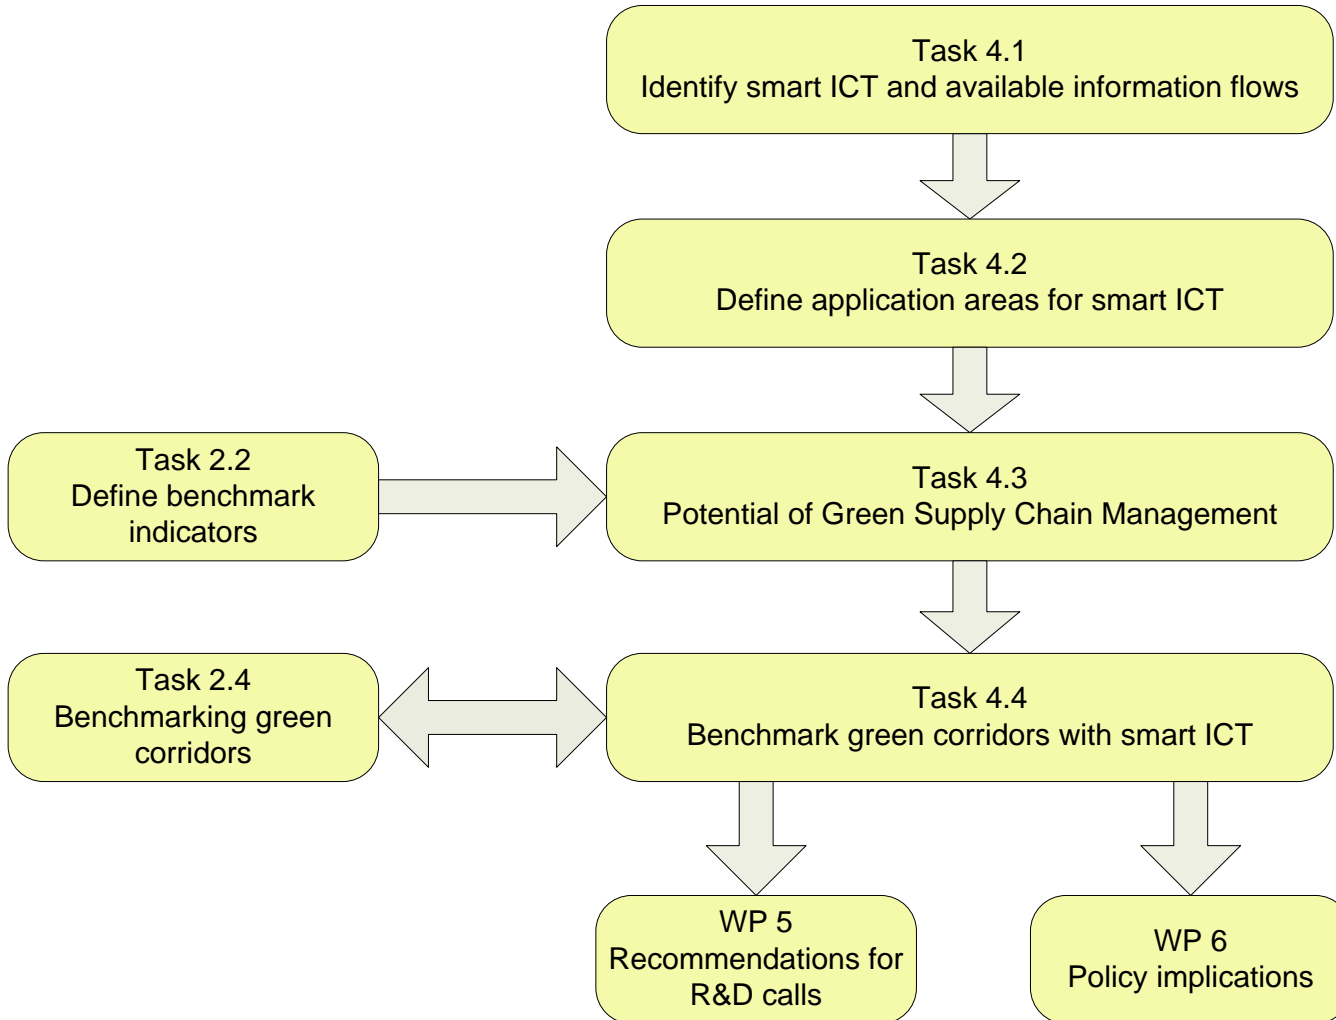 Task 4.1
Identify smart ICT and available information flows
Task 4.2
Define application areas for smart ICT
Task 2.2
Define benchmark
indicators
Task 4.3
Potential of Green Supply Chain Management
Task 2.4
Benchmarking green
corridors
Task 4.4
Benchmark green corridors with smart ICT
WP 5
Recommendations for
R&D calls
WP 6
Policy implications